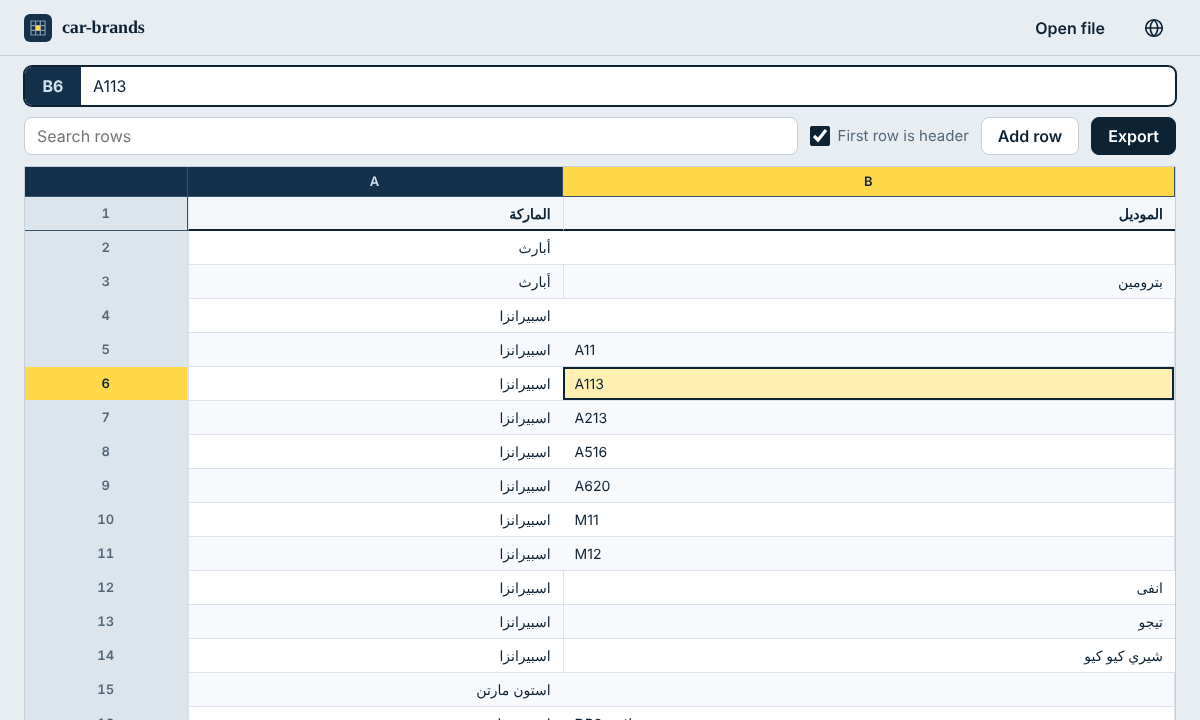 car-brands
Open file
B6 A113
Search rows
First row is header
Add row
Export
A B
1 الماركة الموديل
2 أبارث
3 أبارث بترومين
4 اسبيرانزا
5 اسبيرانزا A11
6 اسبيرانزا A113
7 اسبيرانزا A213
8 اسبيرانزا A516
9 اسبيرانزا A620
10 اسبيرانزا M11
11 اسبيرانزا M12
12 اسبيرانزا انفى
13 اسبيرانزا تيجو
14 اسبيرانزا شيري كيو كيو
15 استون مارتن